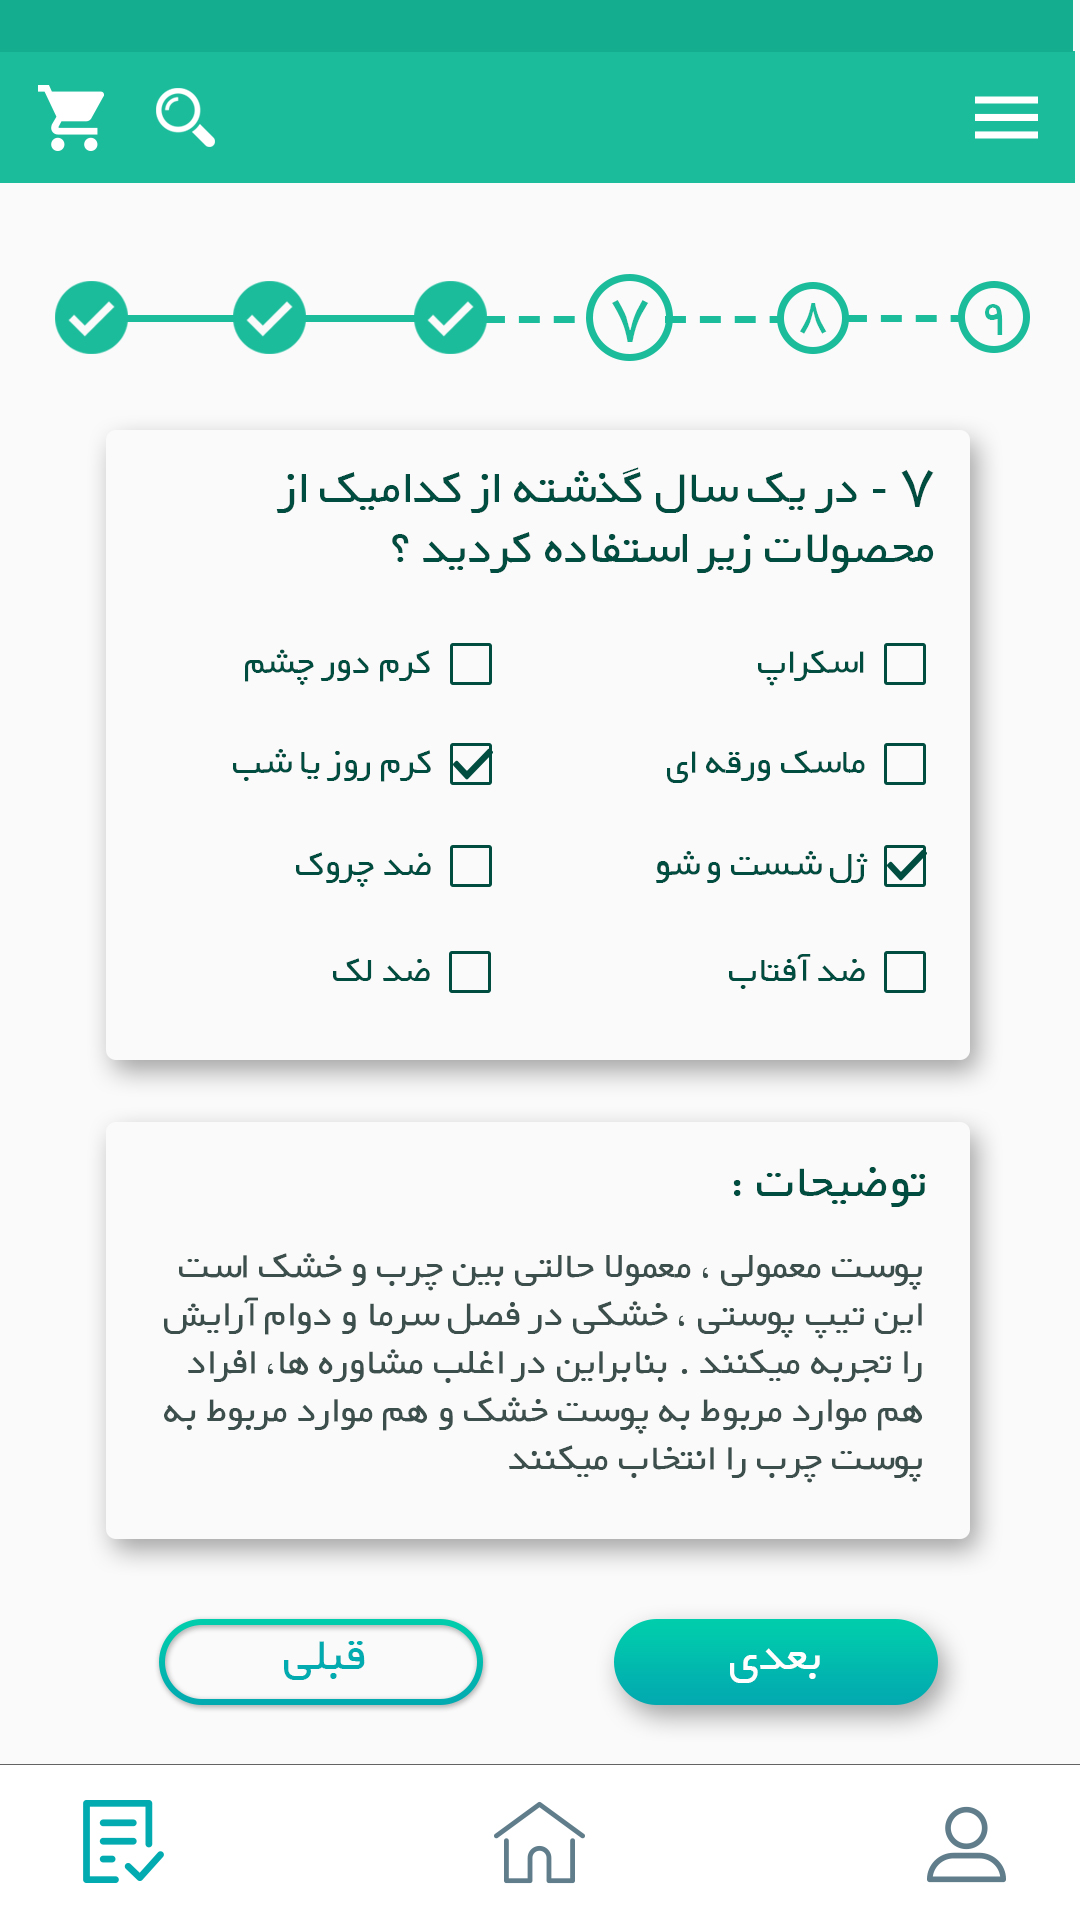 ۷ ۸ ۹
۷ - در یک سال گذشته از کدامیک از
محصولات زیر استفاده کردید ؟
اسکراپ
کرم دور چشم
ماسک ورقه ای
کرم روز یا شب
ژل شست و شو
ضد چروک
ضد آفتاب
ضد لک
توضیحات :
پوست معمولی ، معمولا حالتی بین چرب و خشک است
این تیپ پوستی ، خشکی در فصل سرما و دوام آرایش
را تجربه میکنند . بنابراین در اغلب مشاوره ها، افراد
هم موارد مربوط به پوست خشک و هم موارد مربوط به
پوست چرب را انتخاب میکنند
بعدی
قبلی